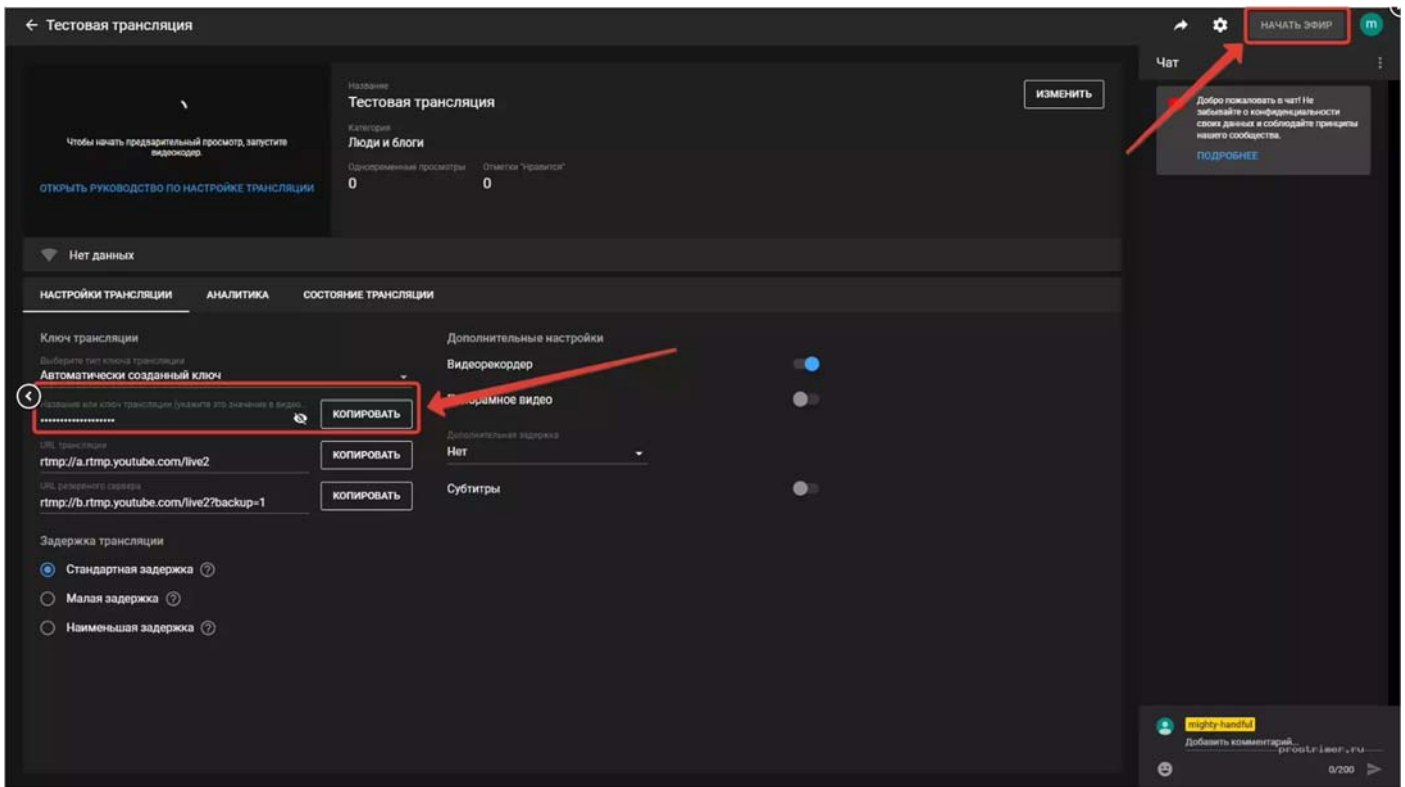 ← Тестовая трансляция
НАЧАТЬ ЭФИР
m
Чтобы начать предварительный просмотр, запустите
видеокодер.
ОТКРЫТЬ РУКОВОДСТВО ПО НАСТРОЙКЕ ТРАНСЛЯЦИИ
Название
Тестовая трансляция
Категория
Люди и блоги
Одновременные просмотры Отметки "Нравится"
0 0
ИЗМЕНИТЬ
Нет данных
НАСТРОЙКИ ТРАНСЛЯЦИИ АНАЛИТИКА СОСТОЯНИЕ ТРАНСЛЯЦИИ
Ключ трансляции
Выберите тип ключа трансляции
Автоматически созданный ключ
Название или ключ трансляции (укажите это значение в видео...
•••••••••••••••••••
КОПИРОВАТЬ
URL трансляции
rtmp://a.rtmp.youtube.com/live2
КОПИРОВАТЬ
URL резервного сервера
rtmp://b.rtmp.youtube.com/live2?backup=1
КОПИРОВАТЬ
Задержка трансляции
Стандартная задержка
Малая задержка
Наименьшая задержка
Дополнительные настройки
Видеорекордер
видео
Дополнительная задержка
Нет
Субтитры
Чат
Добро пожаловать в чат! Не
забывайте о конфиденциальности
своих данных и соблюдайте принципы
нашего сообщества.
ПОДРОБНЕЕ
mighty-handful
Добавить комментарий...
prostrimer.ru
0/200